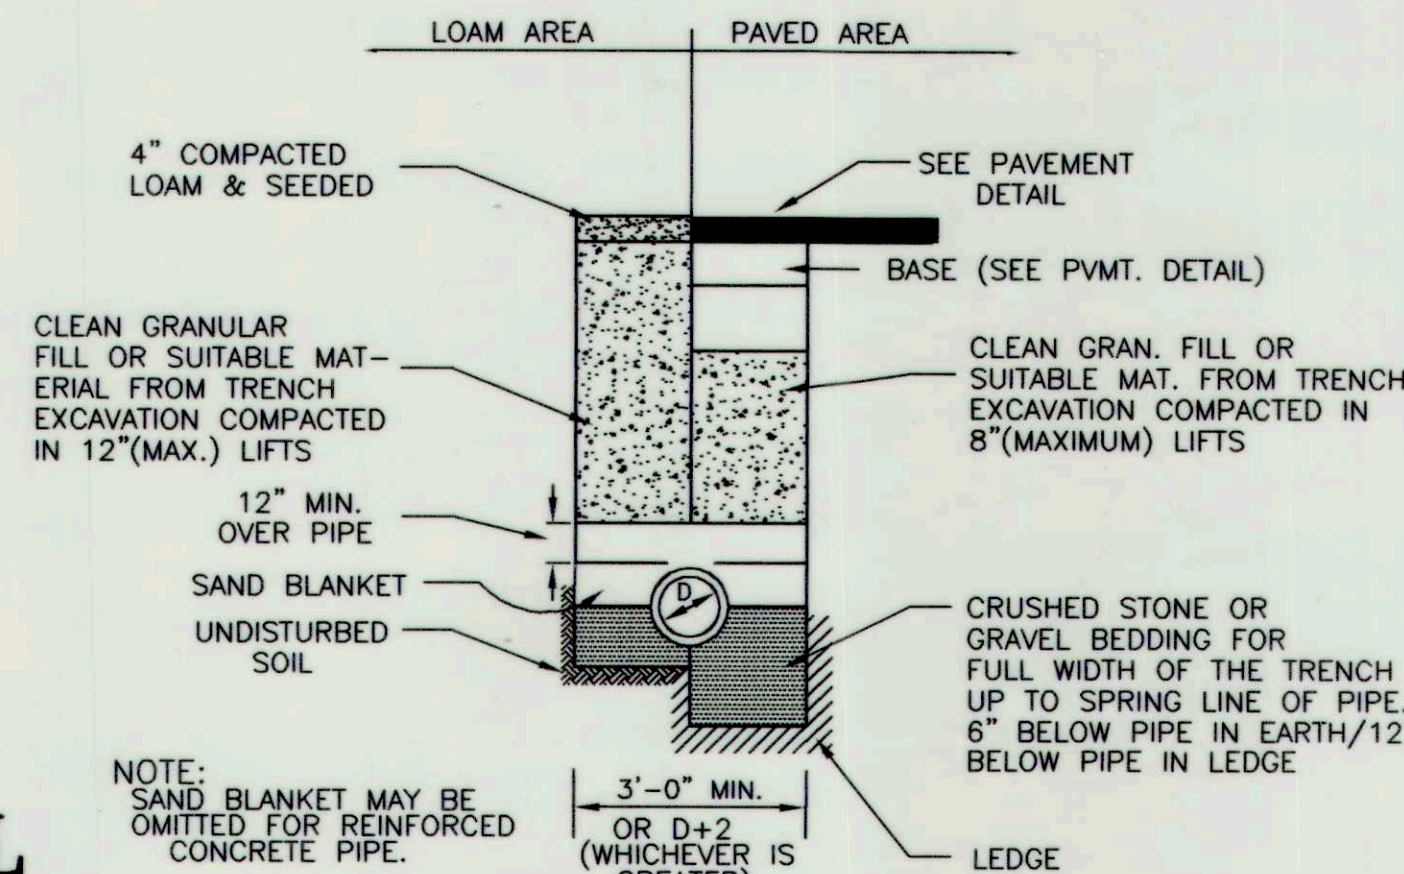 LOAM AREA
PAVED AREA
4" COMPACTED
LOAM & SEEDED
SEE PAVEMENT
DETAIL
BASE (SEE PVMT. DETAIL)
CLEAN GRANULAR
FILL OR SUITABLE MAT-
ERIAL FROM TRENCH
EXCAVATION COMPACTED
IN 12"(MAX.) LIFTS
CLEAN GRAN. FILL OR
SUITABLE MAT. FROM TRENCH
EXCAVATION COMPACTED IN
8"(MAXIMUM) LIFTS
12" MIN.
OVER PIPE
SAND BLANKET
UNDISTURBED
SOIL
D
CRUSHED STONE OR
GRAVEL BEDDING FOR
FULL WIDTH OF THE TRENCH
UP TO SPRING LINE OF PIPE.
6" BELOW PIPE IN EARTH/12
BELOW PIPE IN LEDGE
NOTE:
SAND BLANKET MAY BE
OMITTED FOR REINFORCED
CONCRETE PIPE.
3'-0" MIN.
OR D+2
(WHICHEVER IS
GREATER)
LEDGE
L